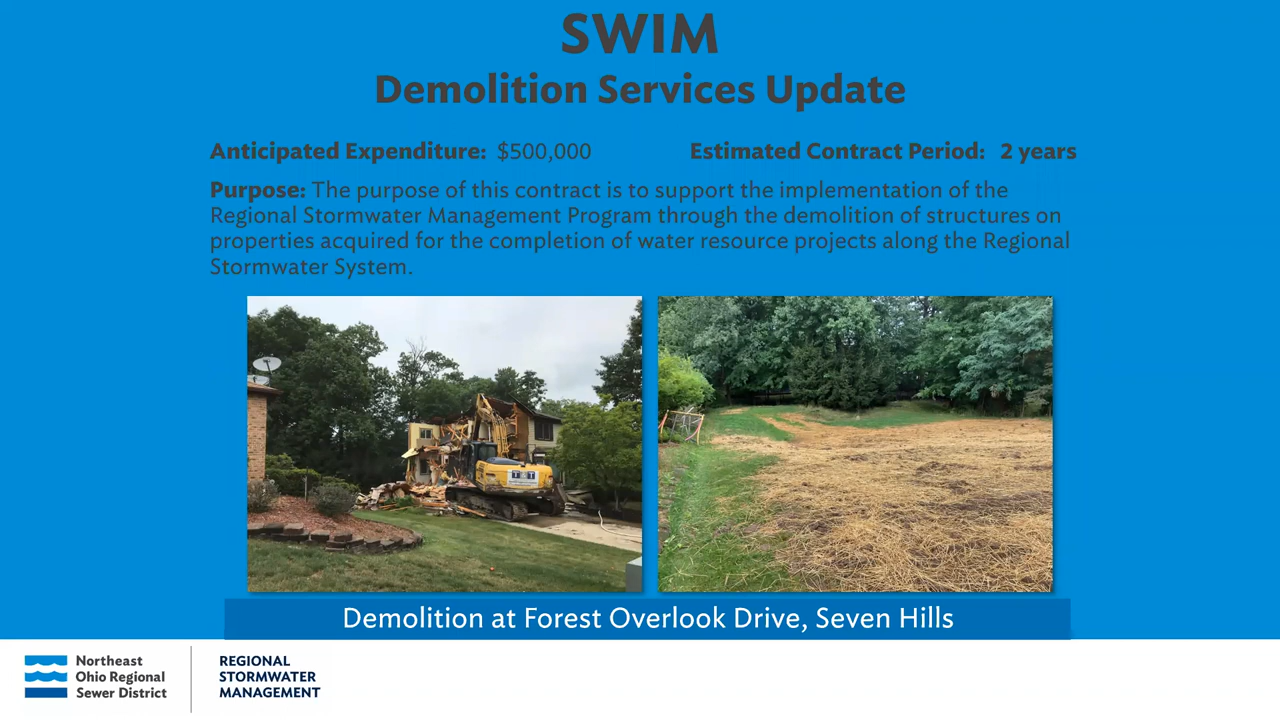 SWIM
Demolition Services Update
Anticipated Expenditure: $500,000
Estimated Contract Period: 2 years
Purpose: The purpose of this contract is to support the implementation of the
Regional Stormwater Management Program through the demolition of structures on
properties acquired for the completion of water resource projects along the Regional
Stormwater System.
Demolition at Forest Overlook Drive, Seven Hills
Northeast
Ohio Regional
Sewer District
REGIONAL
STORMWATER
MANAGEMENT